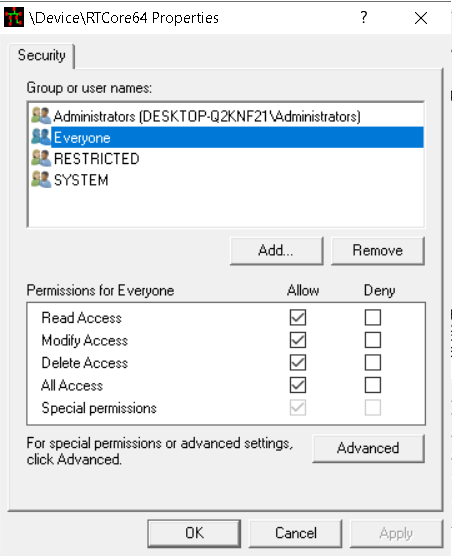 \Device\RTCore64 Properties ? ×
Security
Group or user names:
Administrators (DESKTOP-Q2KNF21\Administrators)
Everyone
RESTRICTED
SYSTEM
Add... Remove
Permissions for Everyone Allow Deny
Read Access
Modify Access
Delete Access
All Access
Special permissions
For special permissions or advanced settings,
click Advanced. Advanced
OK Cancel Apply